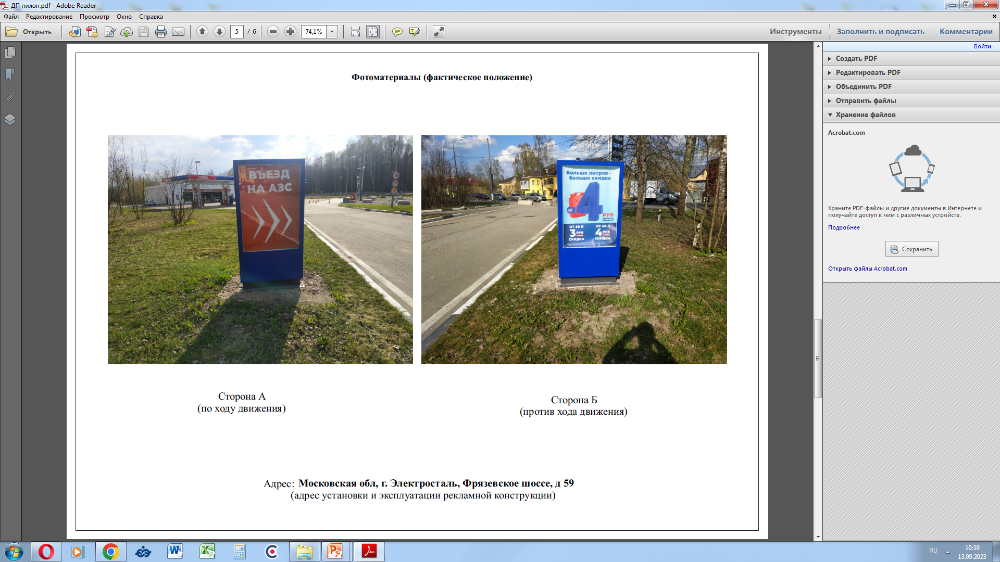 ДП пилон.pdf - Adobe Reader
Файл Редактирование Просмотр Окно Справка
Открыть
5 / 6
74,1%
Инструменты
Заполнить и подписать
Комментарии
Войти
Создать PDF
Редактировать PDF
Объединить PDF
Отправить файлы
Хранение файлов
Acrobat.com
Храните PDF-файлы и другие документы в Интернете и
получайте доступ к ним с различных устройств.
Подробнее
Сохранить
Открыть файлы Acrobat.com
Фотоматериалы (фактическое положение)
ВЪЕЗД
НА АЗС
Больше литров —
больше скидка
ДО 4
РУБ
ОТ 30 Л
3 РУБ
СКИДКА
ОТ 40 Л
4 РУБ
СКИДКА
Сторона А
(по ходу движения)
Сторона Б
(против хода движения)
Адрес: Московская обл, г. Электросталь, Фрязевское шоссе, д 59
(адрес установки и эксплуатации рекламной конструкции)
RU
10:39
13.09.2023